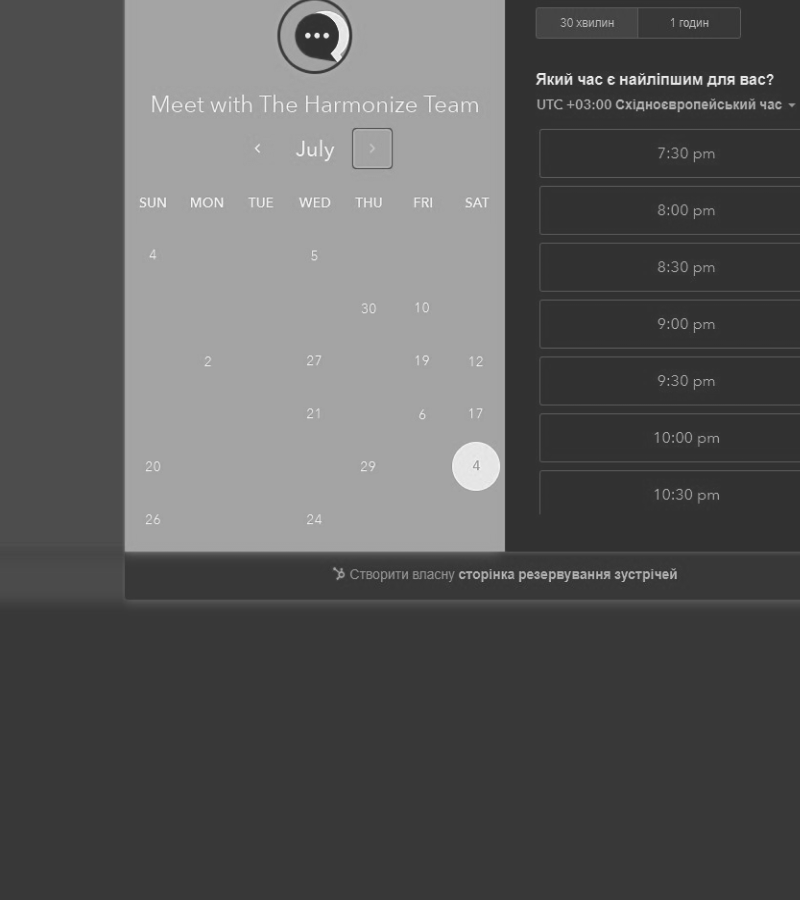 Meet with The Harmonize Team
July
SUN MON TUE WED THU FRI SAT
4 5
30 10
2 27 19 12
21 6 17
20 29 4
26 24
30 хвилин 1 годин
Який час є найліпшим для вас?
UTC +03:00 Східноєвропейський час
7:30 pm
8:00 pm
8:30 pm
9:00 pm
9:30 pm
10:00 pm
10:30 pm
Створити власну сторінка резервування зустрічей